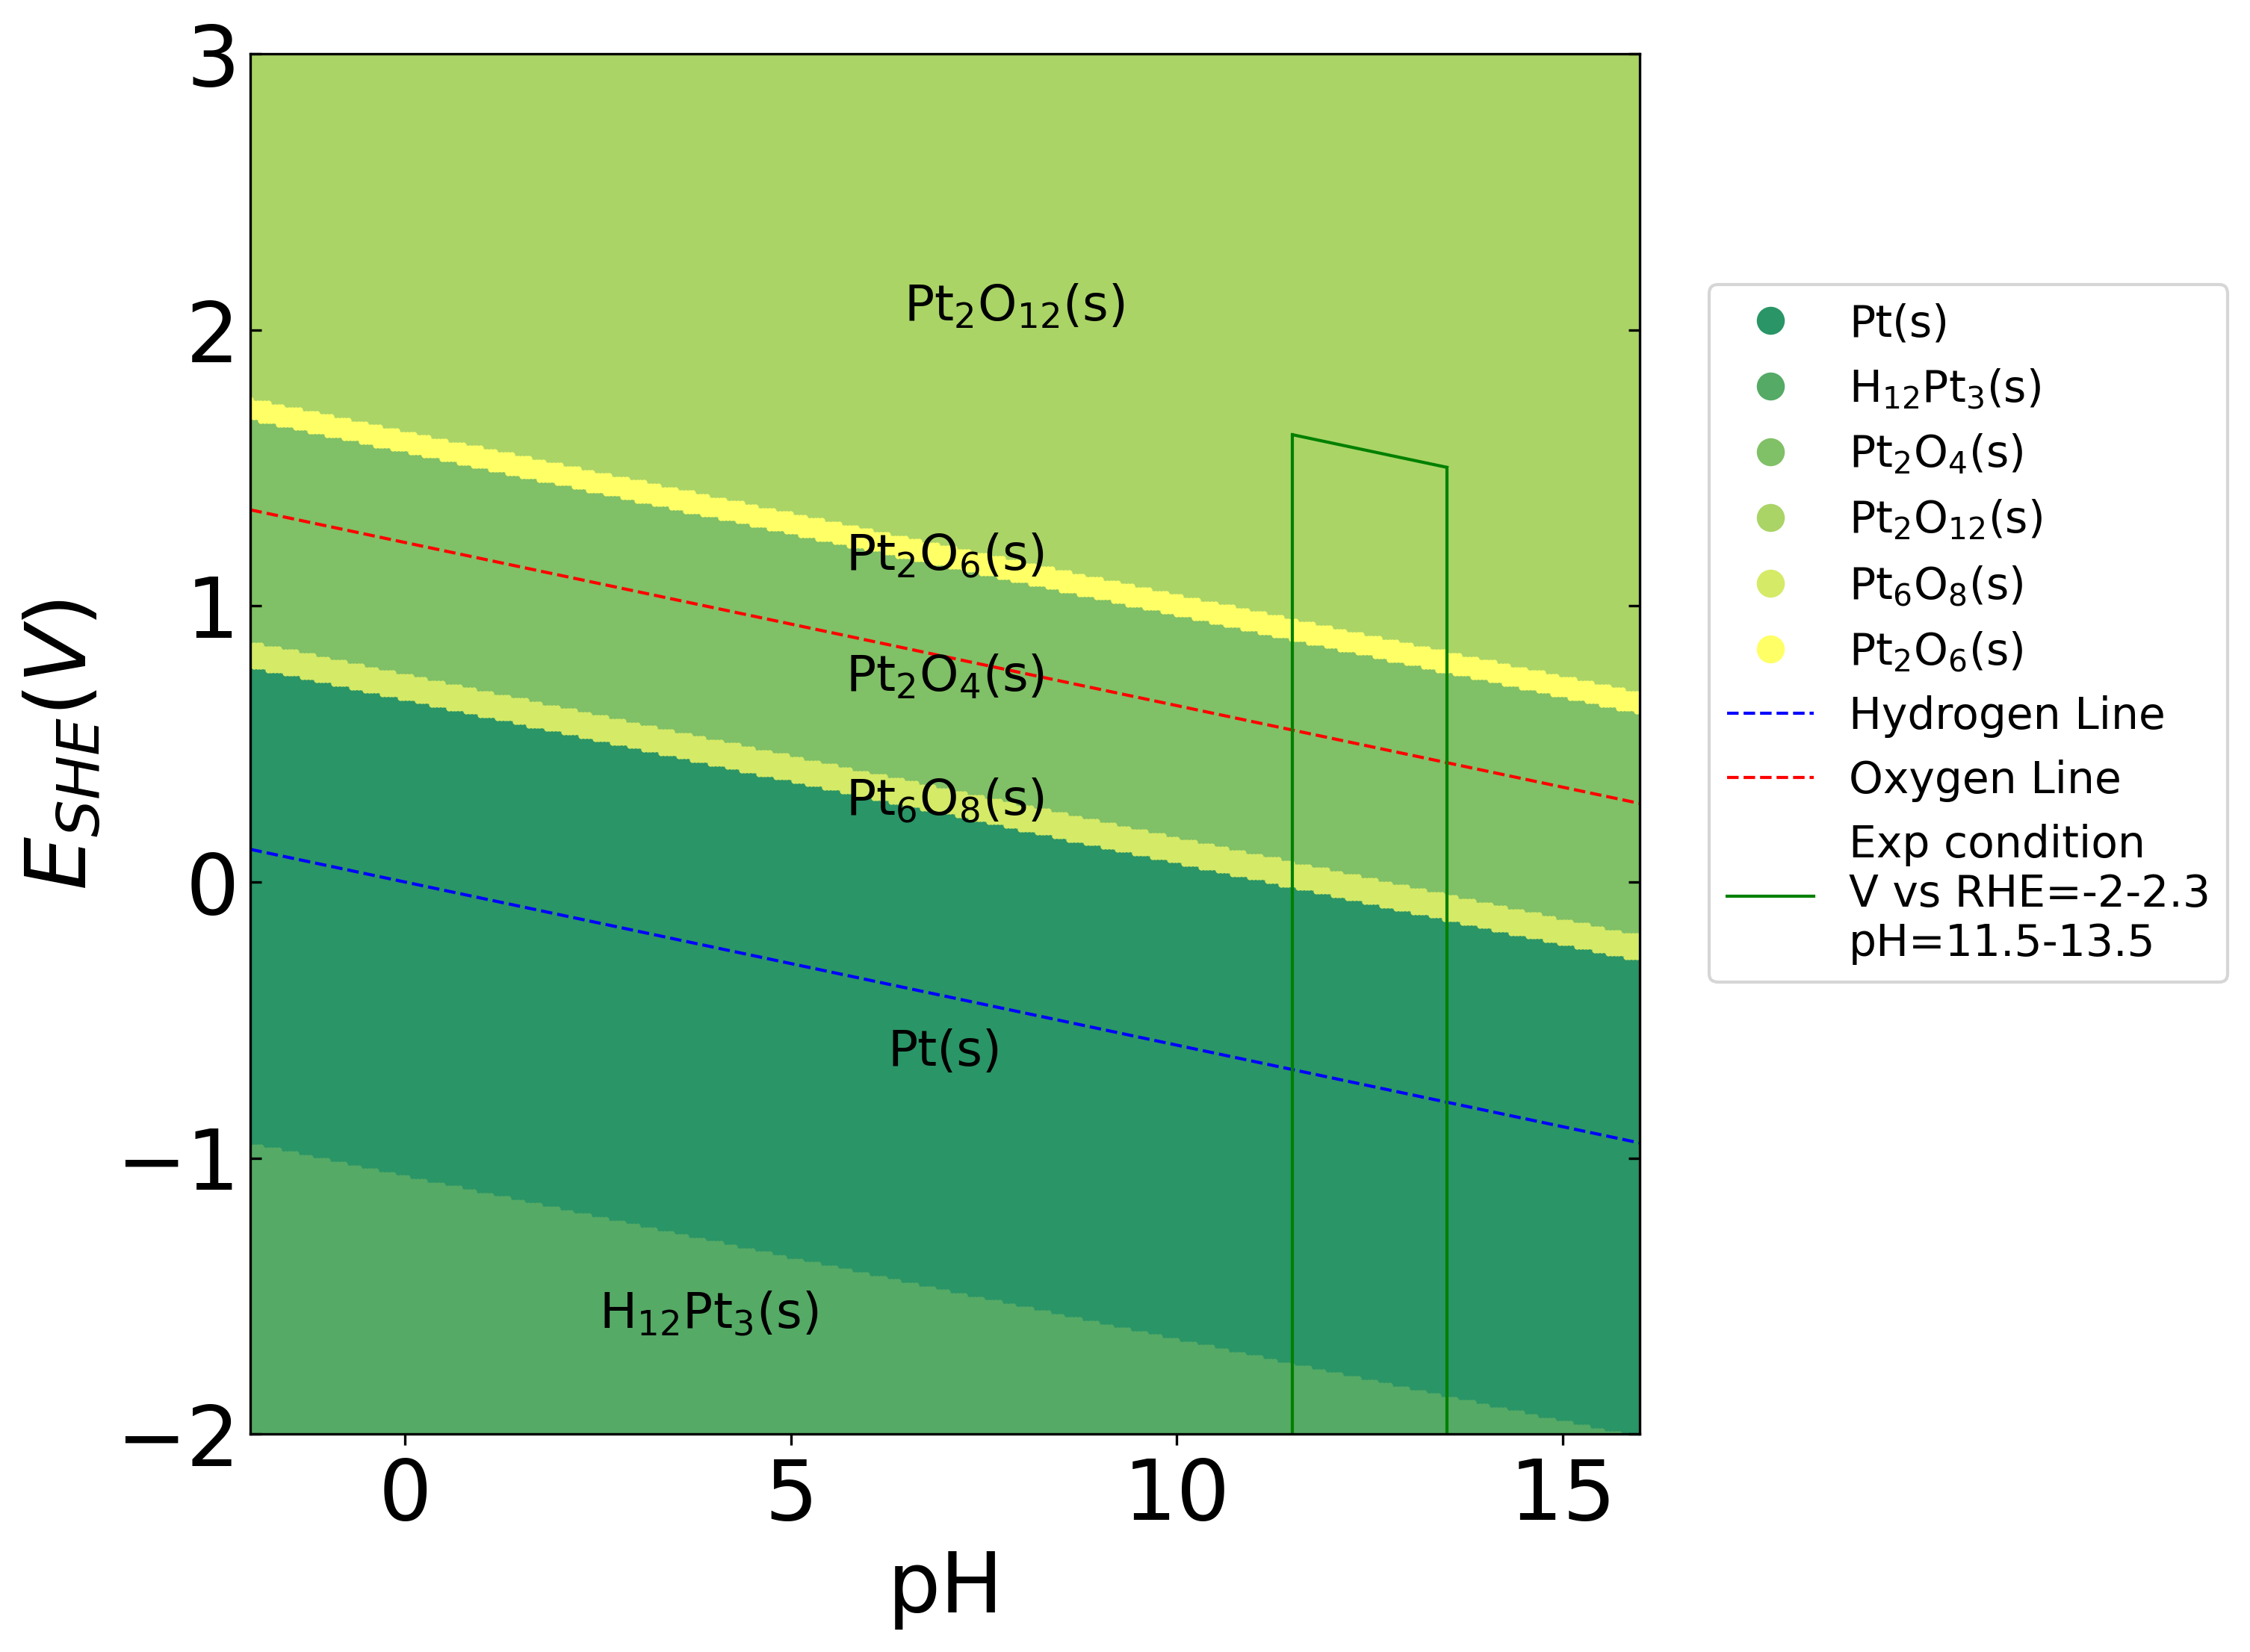 3
2
1
0
−1
−2
E_SHE(V)
0
5
10
15
pH
Pt₂O₁₂(s)
Pt₂O₆(s)
Pt₂O₄(s)
Pt₆O₈(s)
Pt(s)
H₁₂Pt₃(s)
Pt(s)
H₁₂Pt₃(s)
Pt₂O₄(s)
Pt₂O₁₂(s)
Pt₆O₈(s)
Pt₂O₆(s)
Hydrogen Line
Oxygen Line
Exp condition
V vs RHE=-2-2.3
pH=11.5-13.5